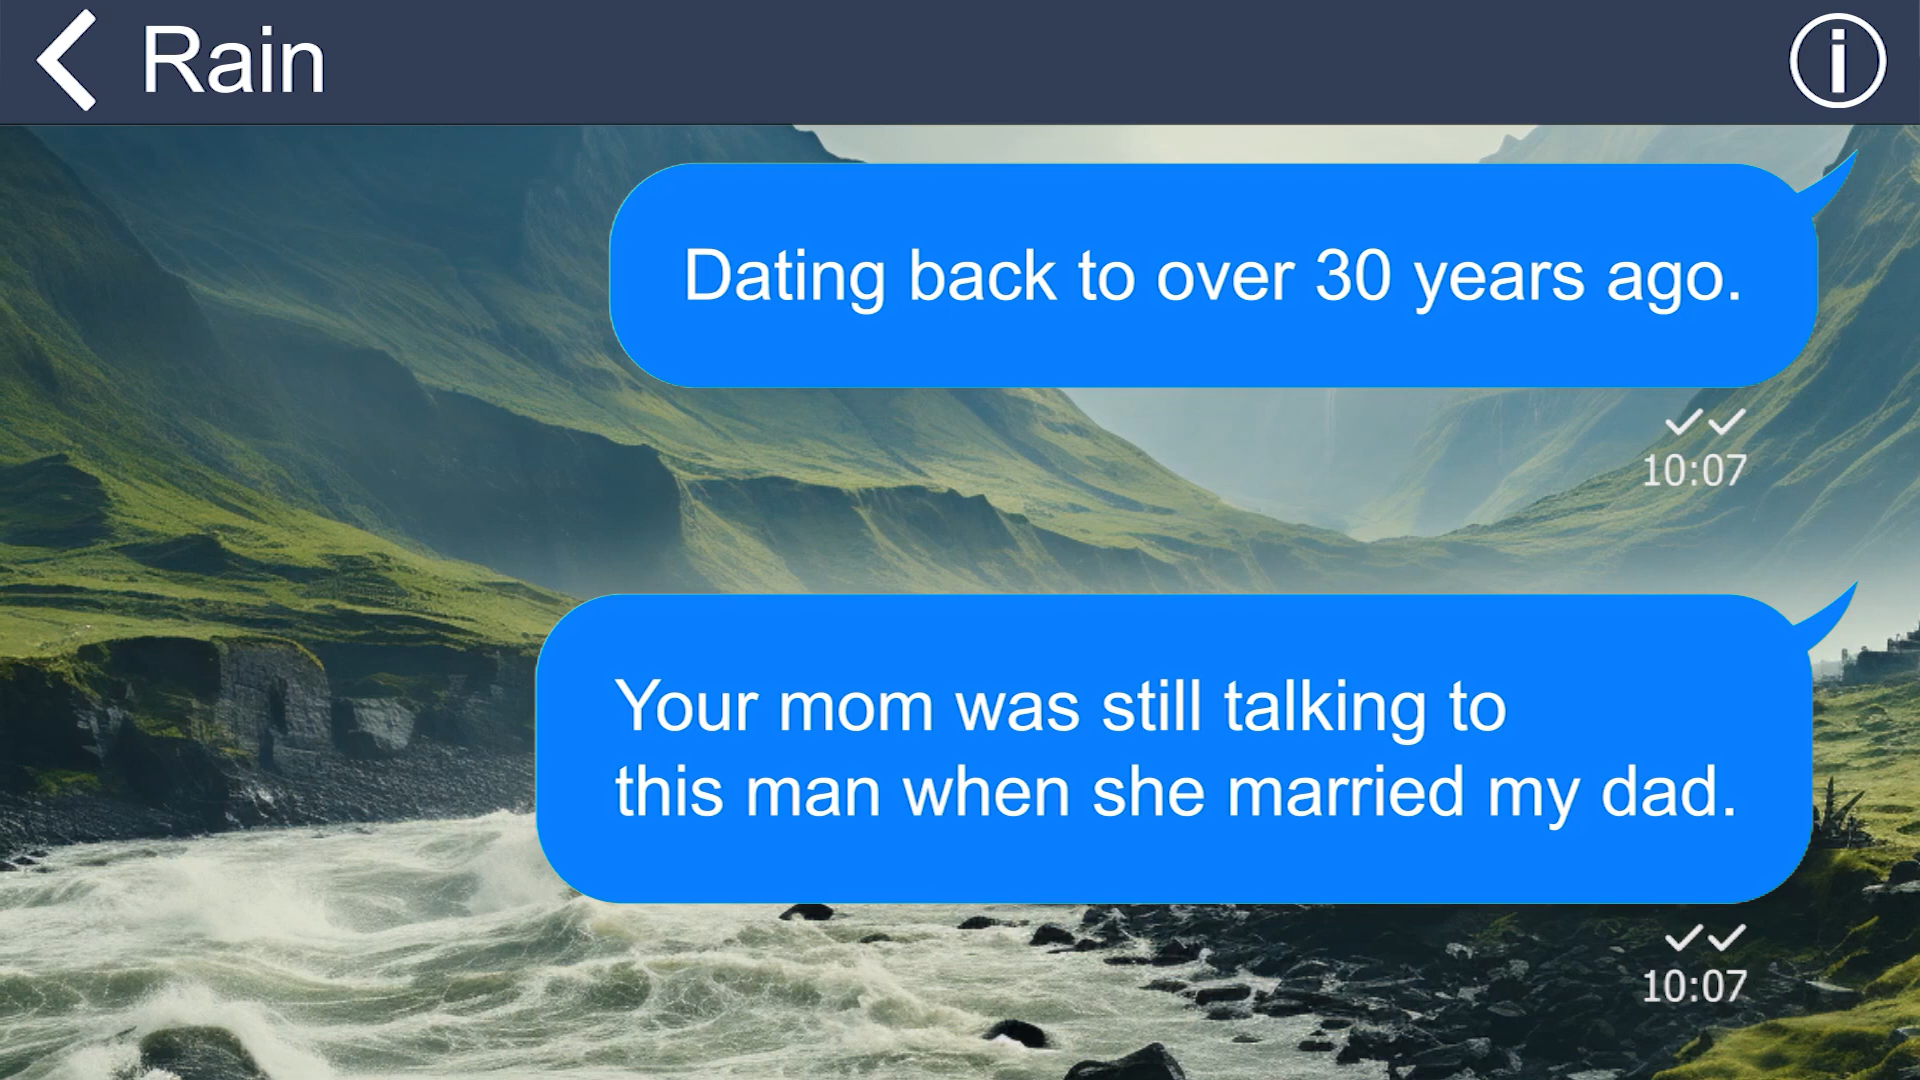 Rain
Dating back to over 30 years ago.
10:07
Your mom was still talking to
this man when she married my dad.
10:07